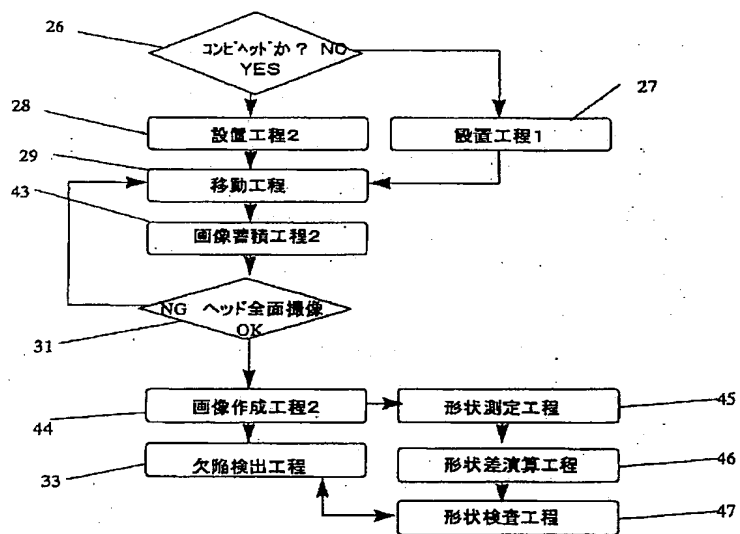 26
コンビヘッドか? NO
YES
27
28
設置工程2
設置工程1
29
移動工程
43
画像蓄積工程2
NG ヘッド全面撮像
OK
31
画像作成工程2
形状測定工程
45
44
欠陥検出工程
形状差演算工程
46
33
形状検査工程
47